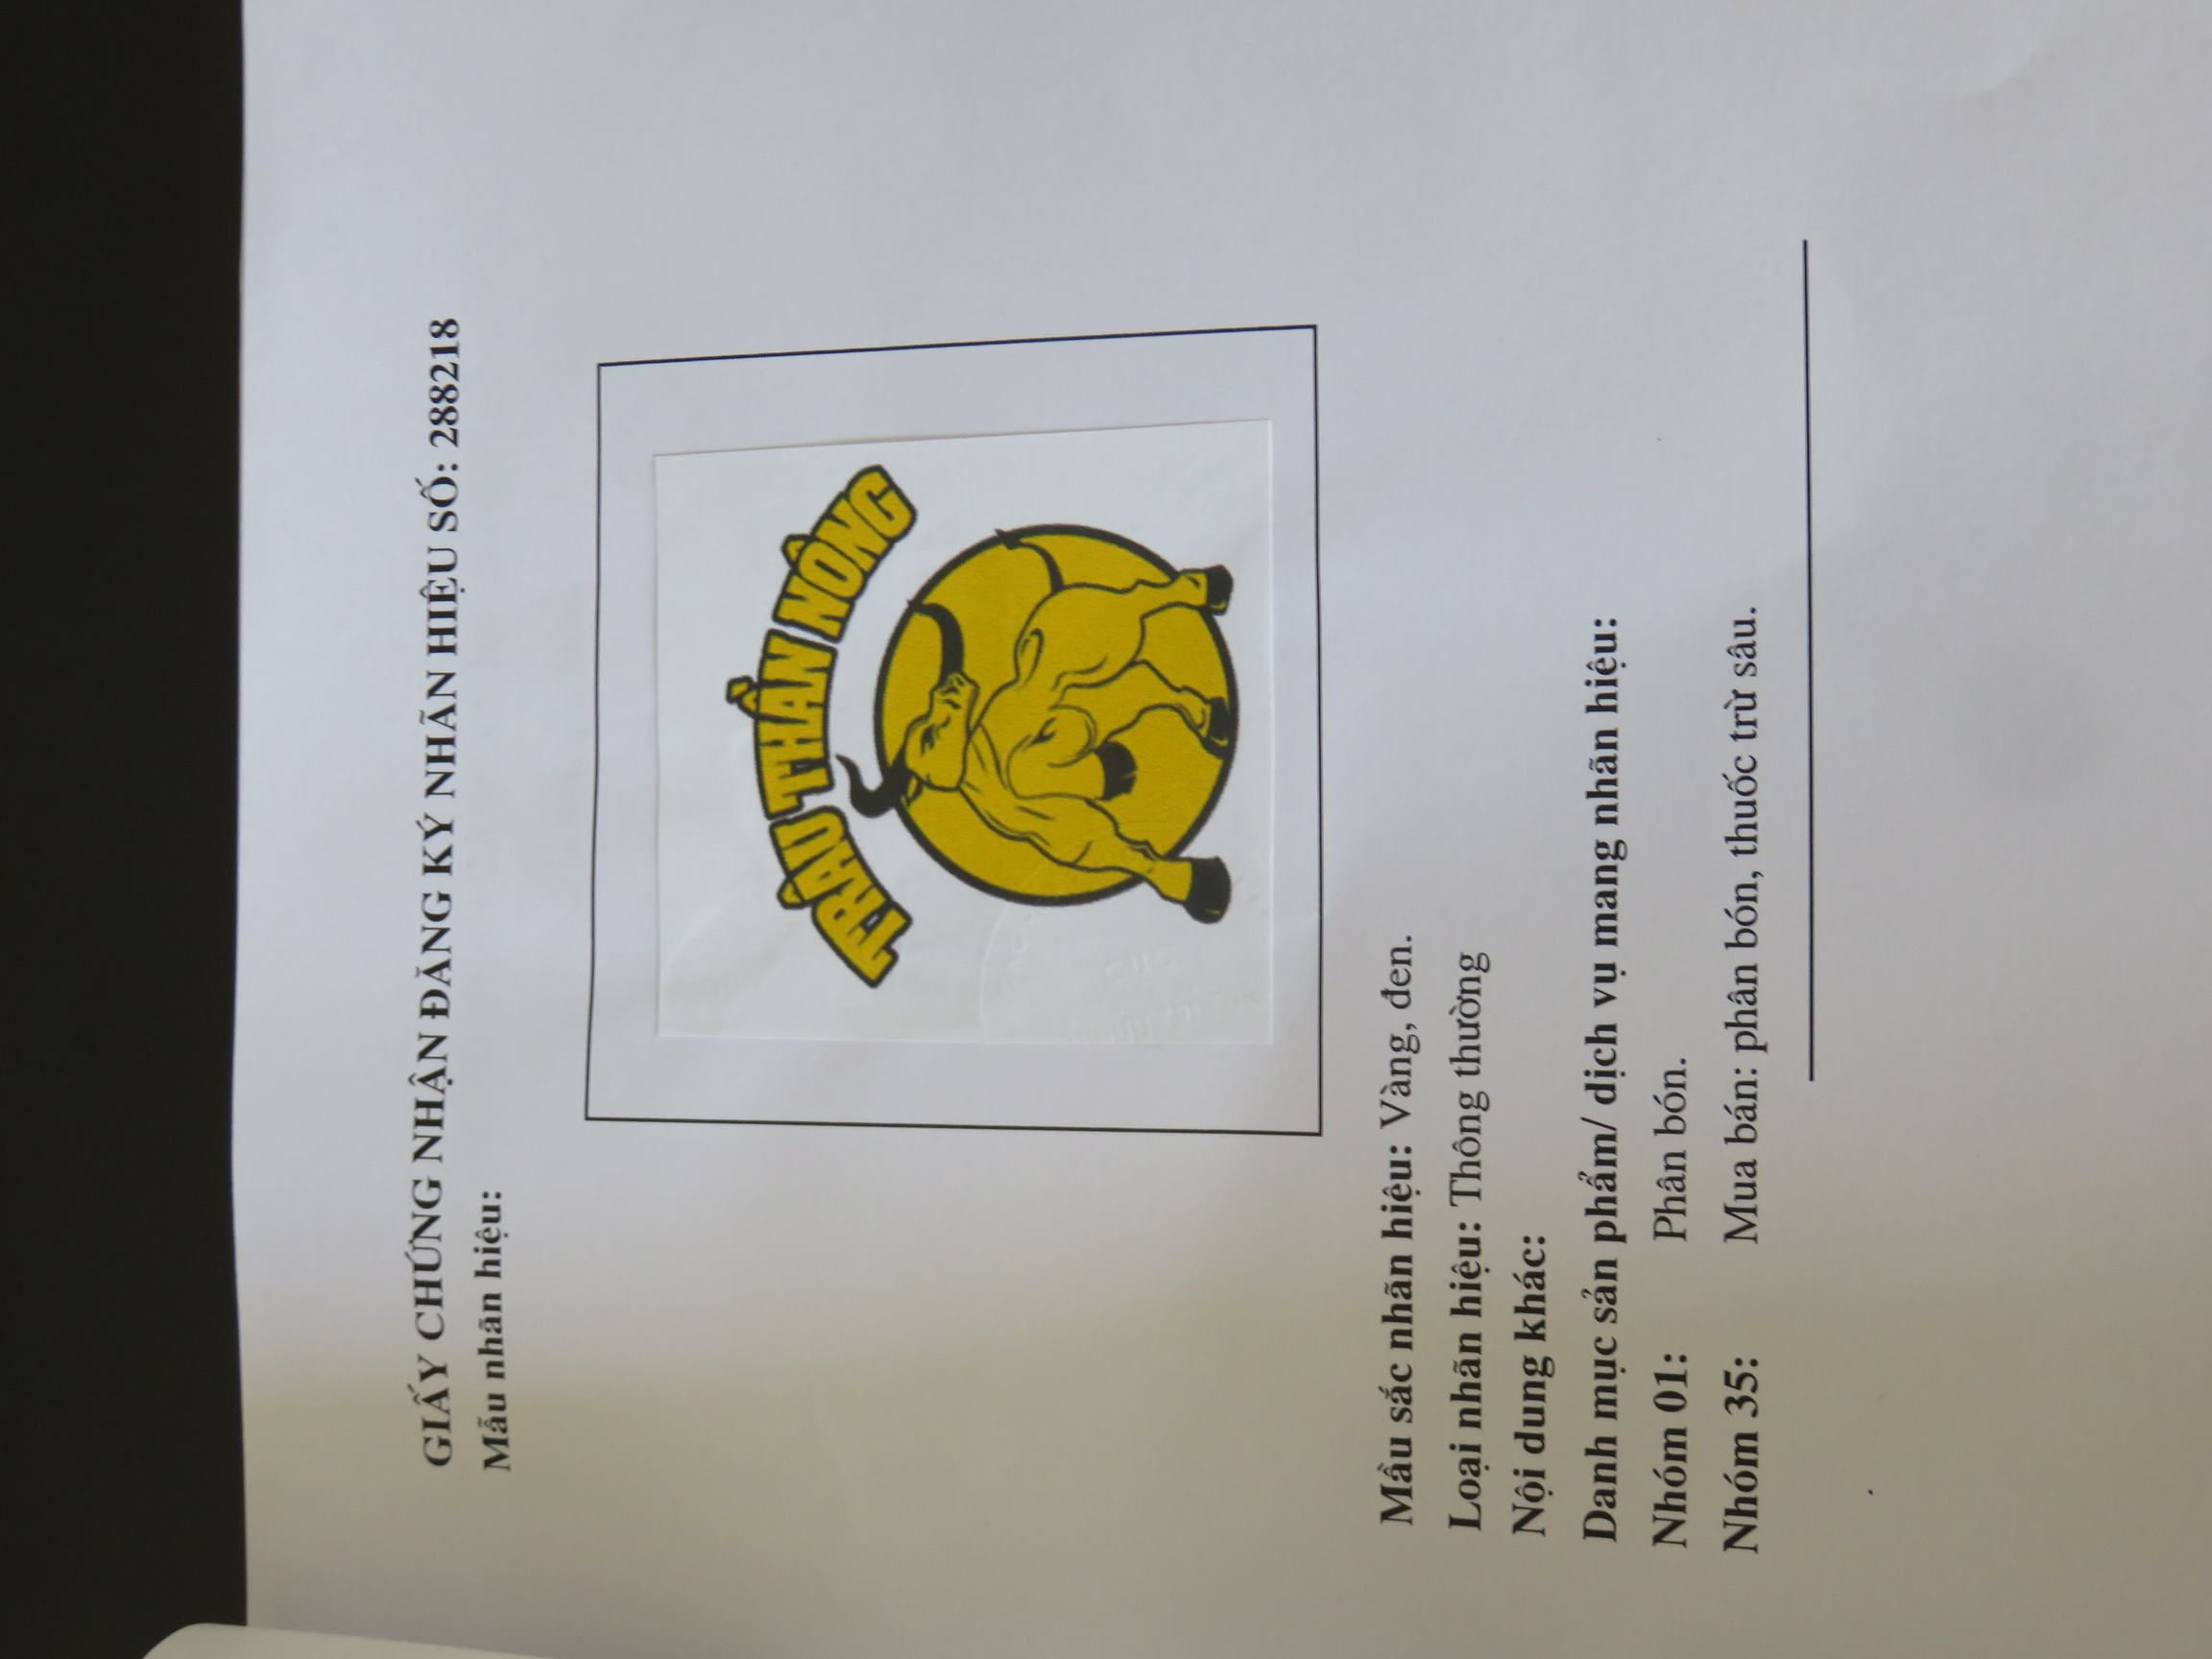 GIẤY CHỨNG NHẬN ĐĂNG KÝ NHÃN HIỆU SỐ: 288218
Mẫu nhãn hiệu:
TRÂU THẦN NÔNG
Mầu sắc nhãn hiệu: Vàng, đen.
Loại nhãn hiệu: Thông thường
Nội dung khác:
Danh mục sản phẩm/ dịch vụ mang nhãn hiệu:
Nhóm 01: Phân bón.
Nhóm 35: Mua bán: phân bón, thuốc trừ sâu.